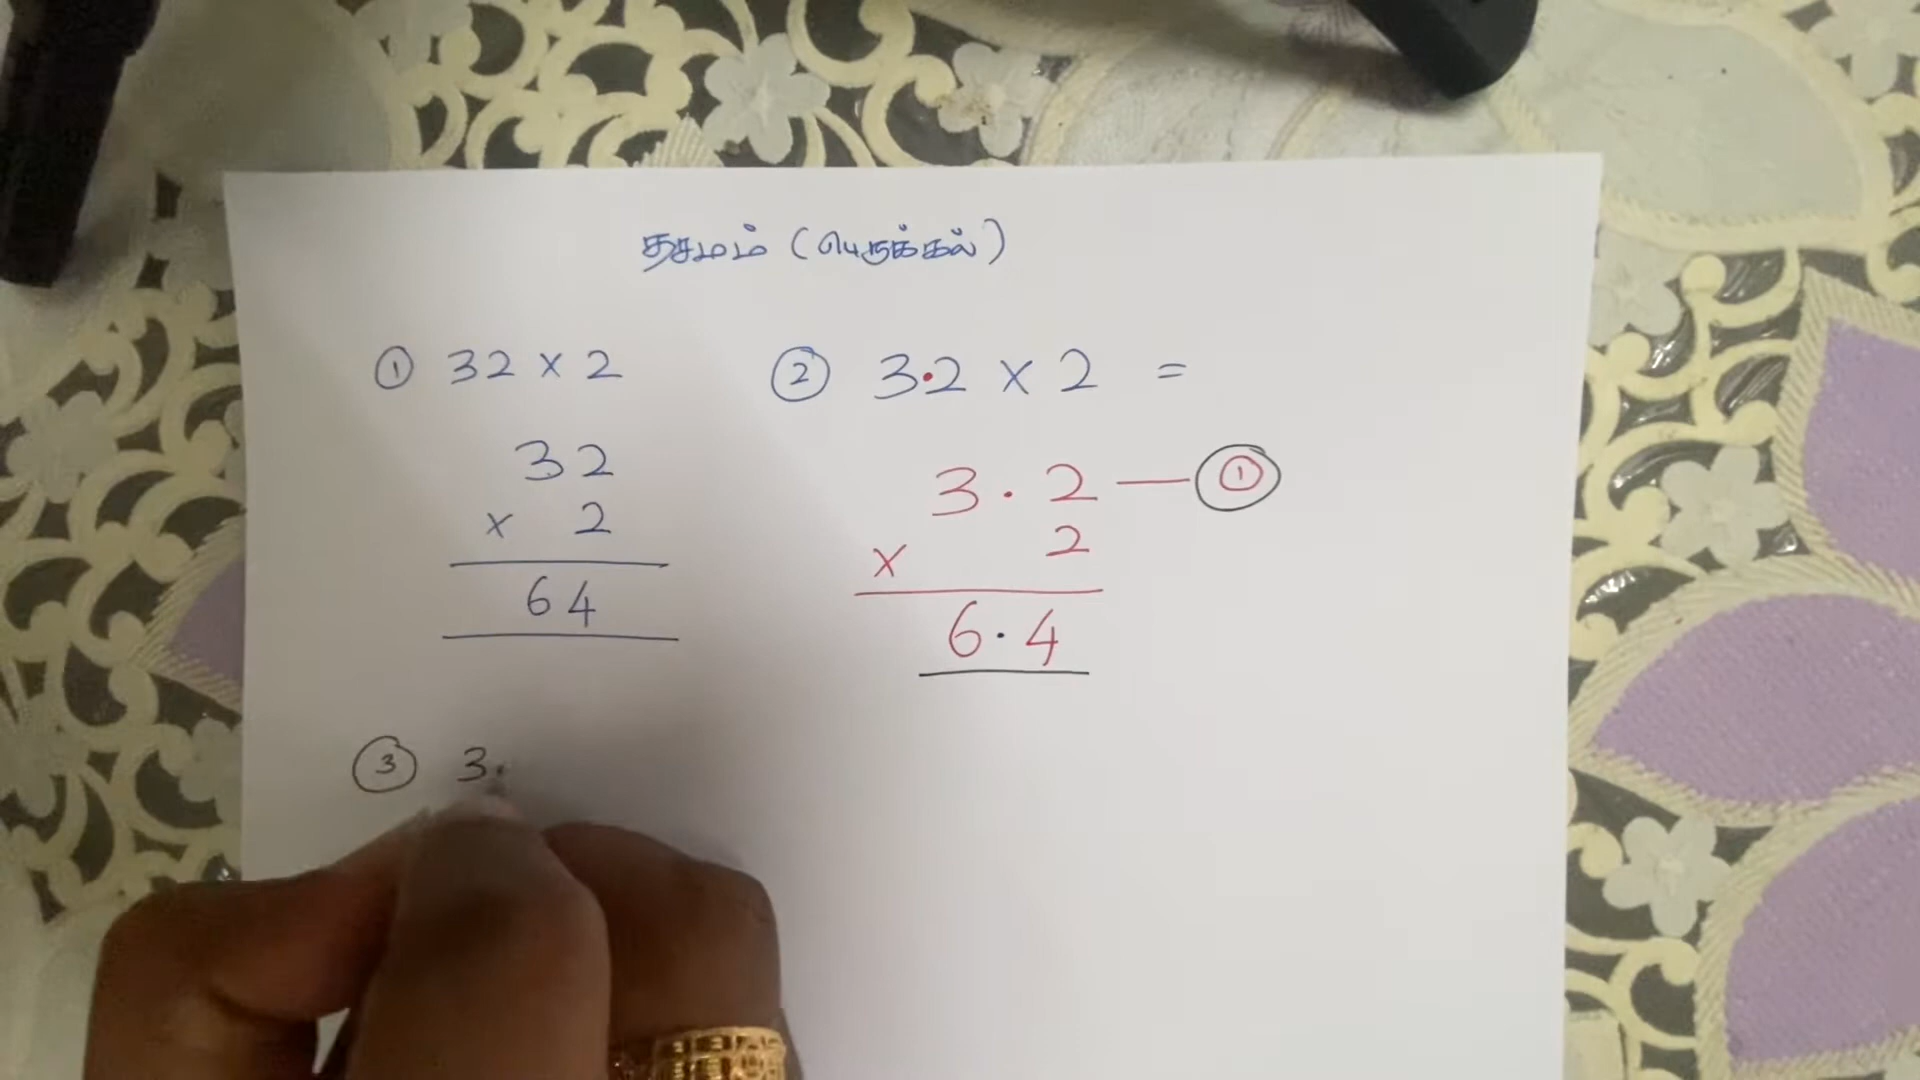 தசமம் (பெருக்கல்)
① 32 × 2
32
× 2
64
② 3.2 × 2 =
3.2 — ①
× 2
6.4
③ 3.